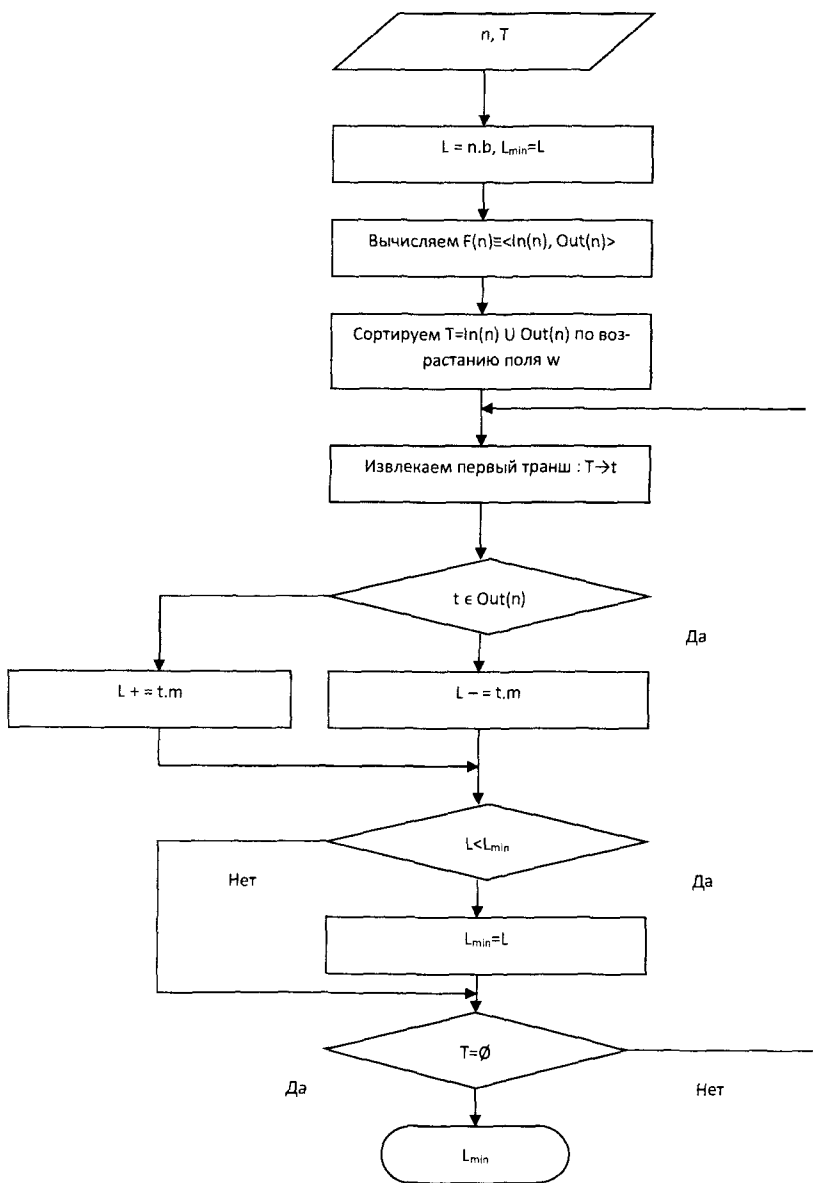 n, T
L = n.b, Lmin=L
Вычисляем F(n)≡<In(n), Out(n)>
Сортируем T=In(n) U Out(n) по воз-
растанию поля w
Извлекаем первый транш : T→t
t ϵ Out(n)
Да
L + = t.m
L – = t.m
L<Lmin
Нет
Да
Lmin=L
T=Ø
Да
Нет
Lmin